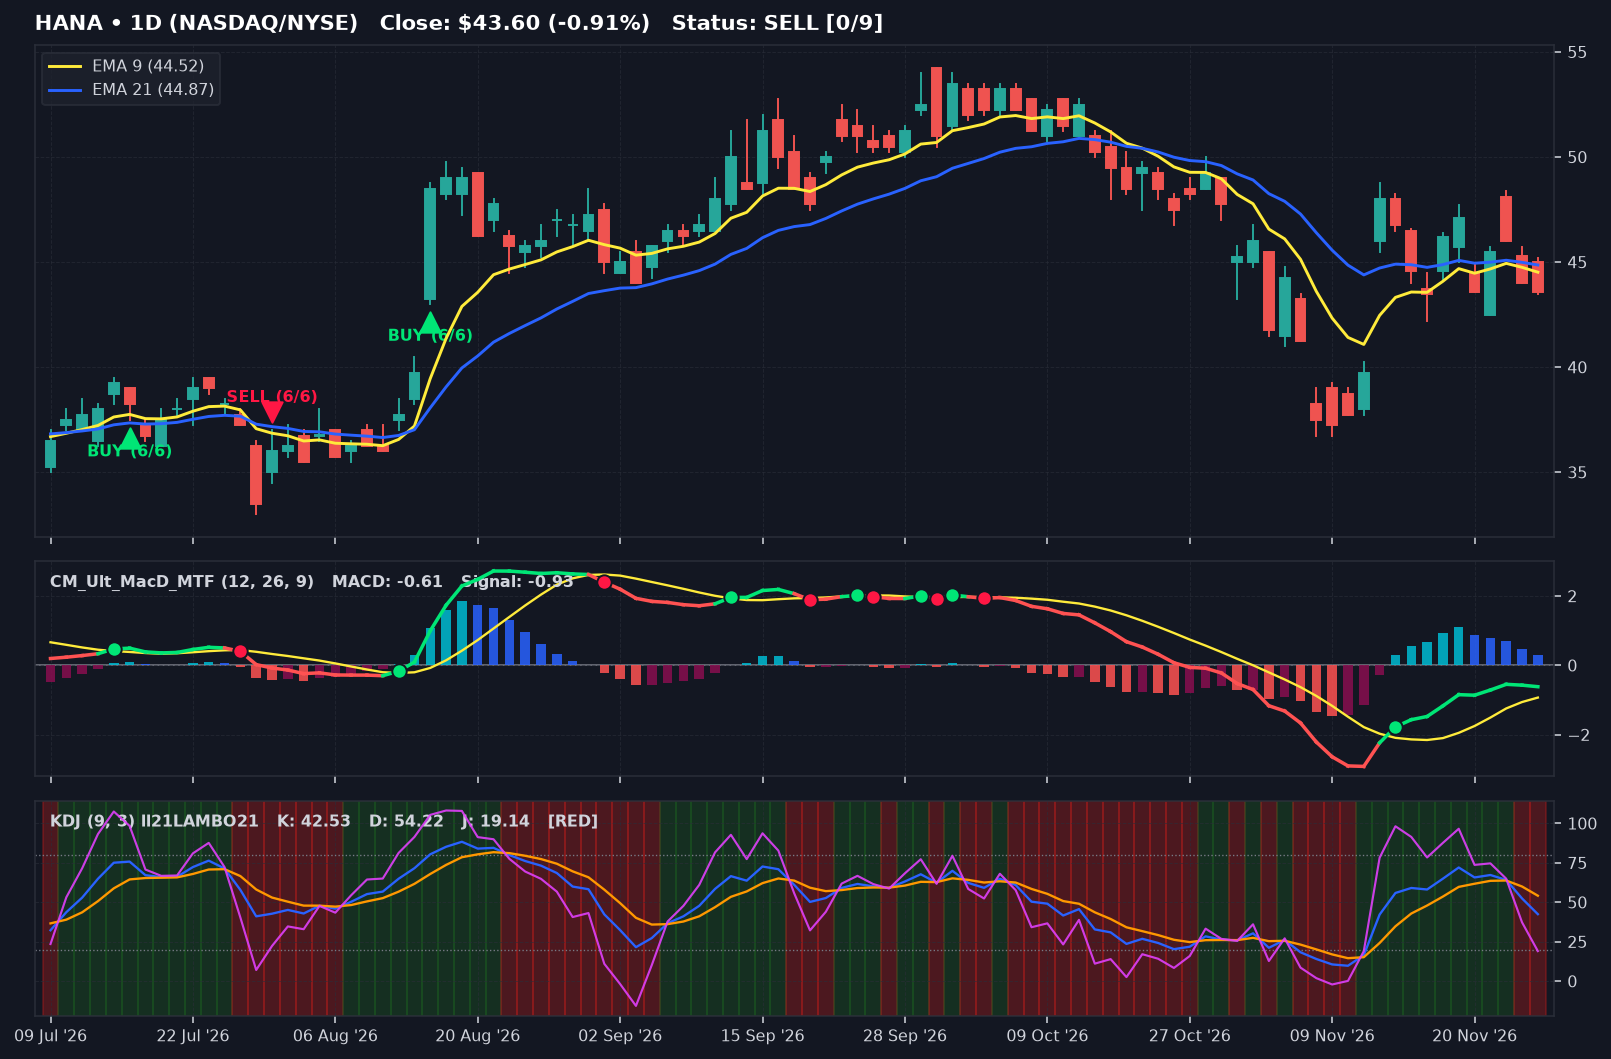 HANA • 1D (NASDAQ/NYSE)   Close: $43.60 (-0.91%)   Status: SELL [0/9]
EMA 9 (44.52)
EMA 21 (44.87)
55
50
45
40
35
BUY (6/6)
SELL (6/6)
BUY (6/6)
CM_Ult_MacD_MTF (12, 26, 9)   MACD: -0.61   Signal: -0.93
2
0
−2
KDJ (9, 3) II21LAMBO21   K: 42.53   D: 54.22   J: 19.14   [RED]
100
75
50
25
0
09 Jul '26
22 Jul '26
06 Aug '26
20 Aug '26
02 Sep '26
15 Sep '26
28 Sep '26
09 Oct '26
27 Oct '26
09 Nov '26
20 Nov '26